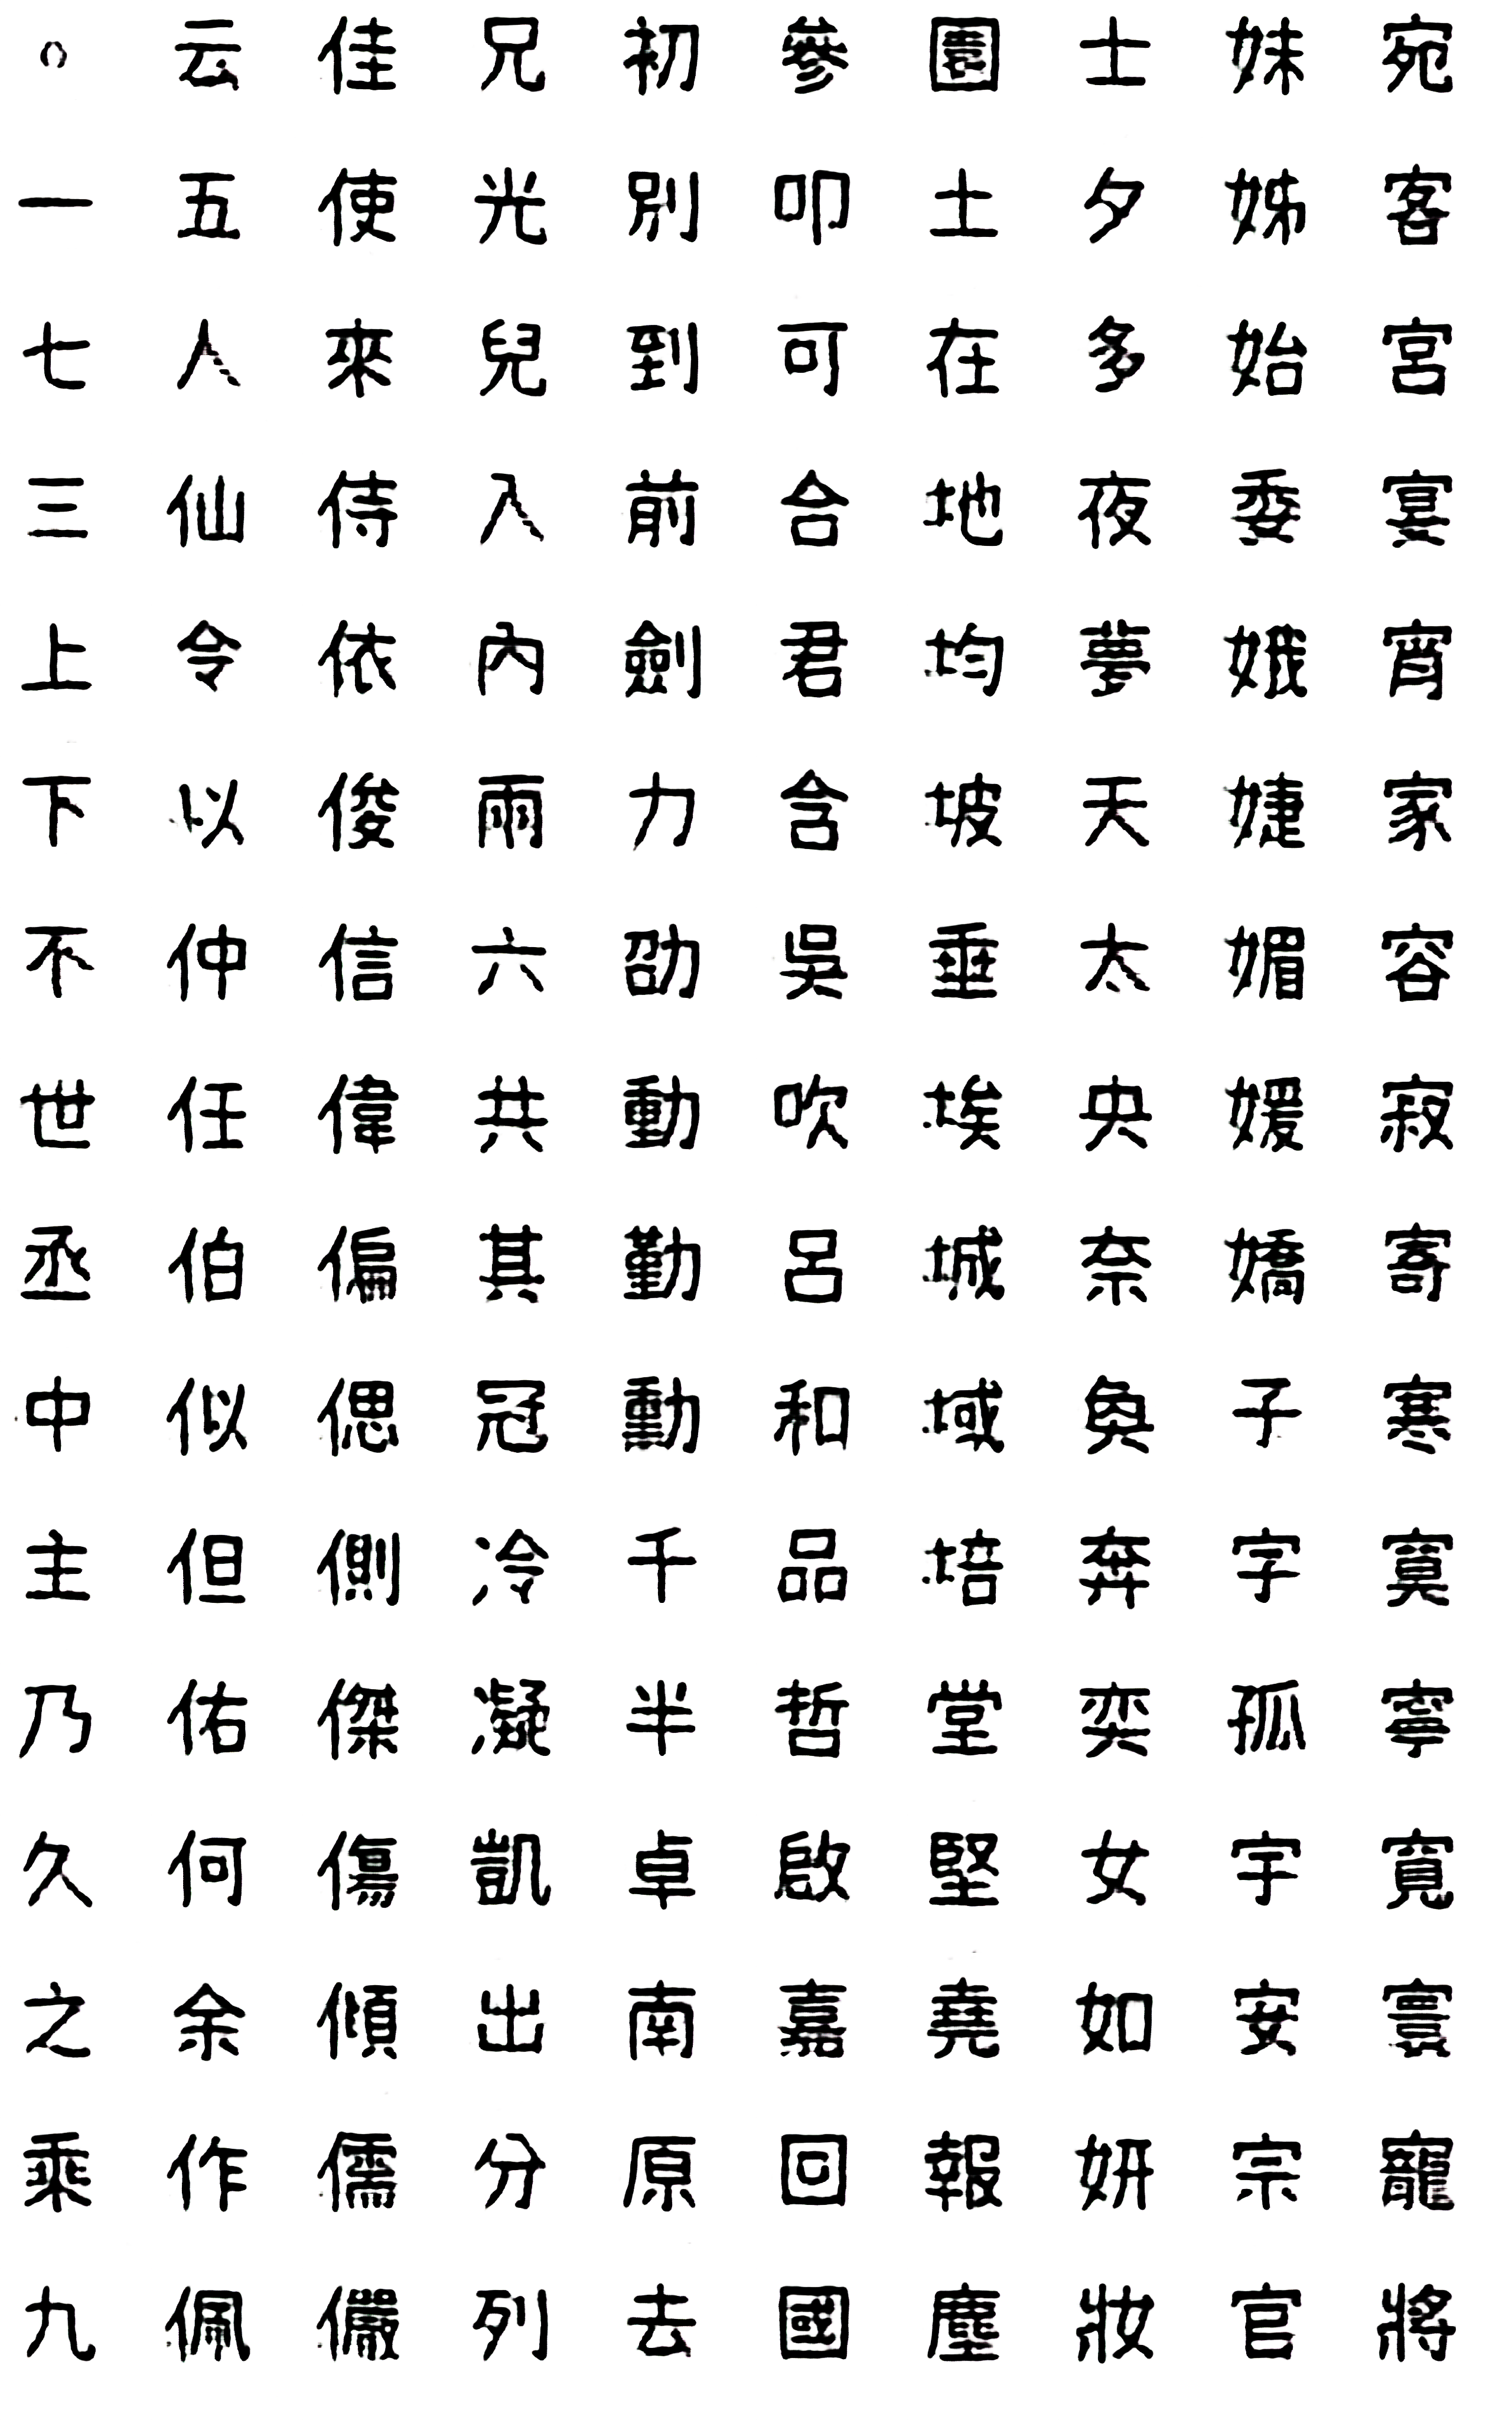 。一七三上下不世丞中主乃久之乘九
云五人仙令以仲任伯似但佑何余作佩
佳使來侍依俊信偉偏偲側傑傷傾儒儼
兄光兒入內兩六共其冠冷凝凱出分列
初別到前劍力劭動勤勳千半卓南原去
參叩可合君含吳吹呂和品哲啟嘉回國
園土在地均坡垂埃城域培堂堅堯報塵
士夕多夜夢天太央奈奐奔奕女如妍妝
妹姊始委娥婕媚媛嬌子字孤宇安宗官
宛客宮宴宵家容寂寄寒寞寧寬寰寵將